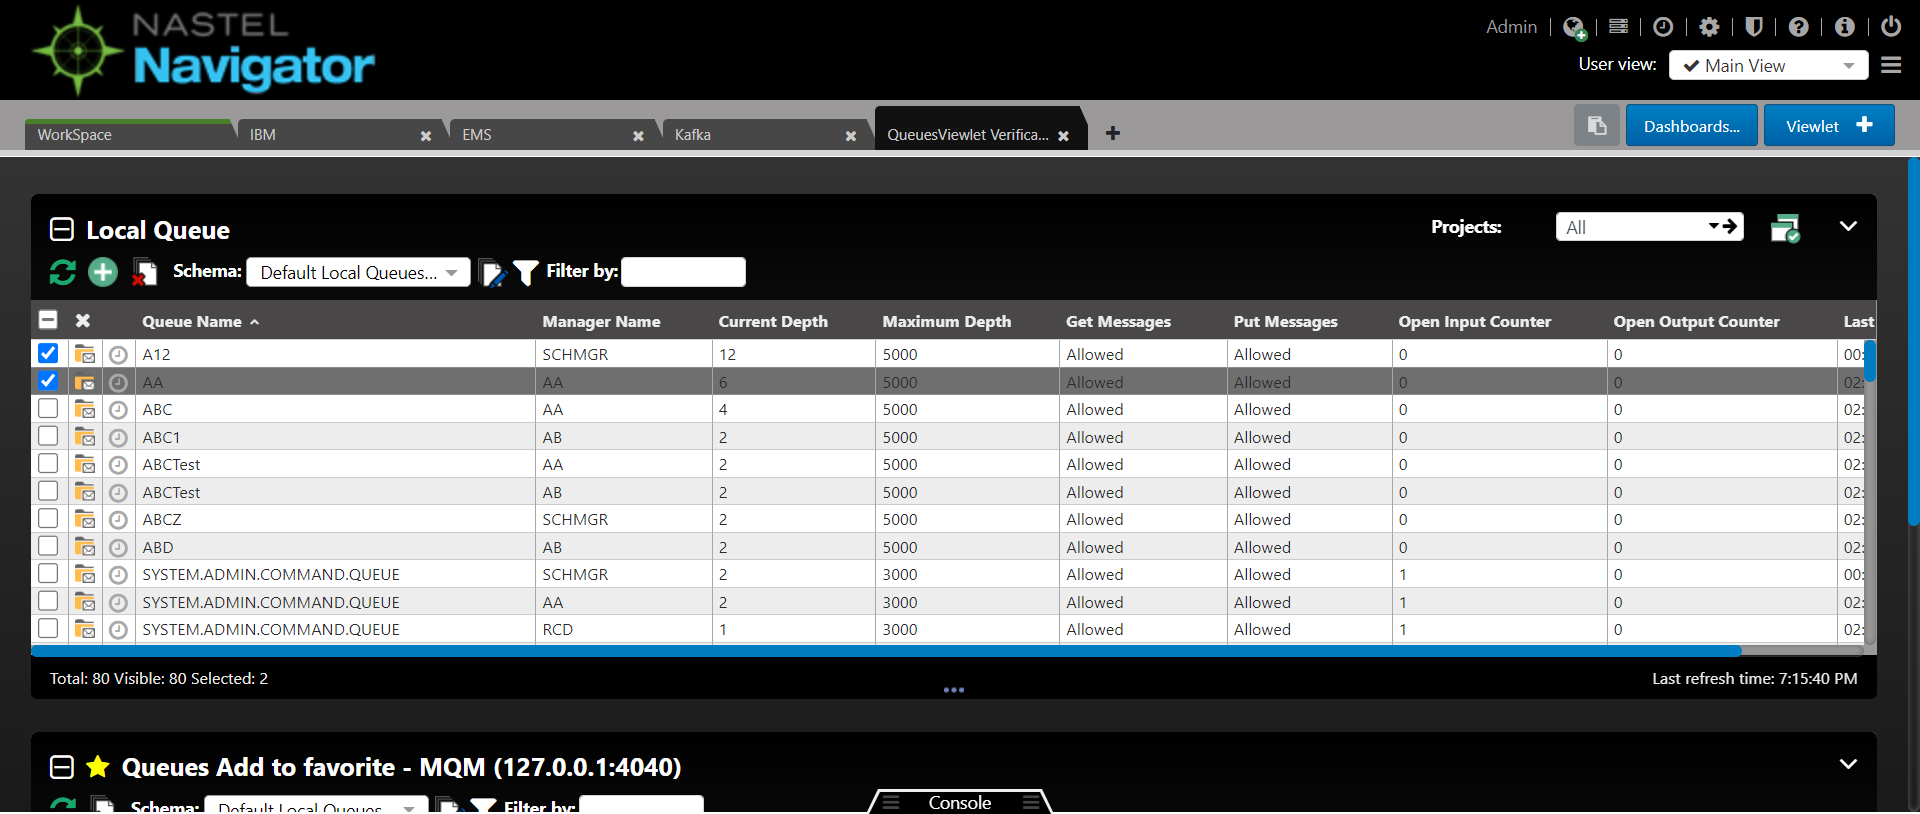 NASTEL
Navigator
Admin
User view: Main View
WorkSpace IBM EMS Kafka QueuesViewlet Verifica... Dashboards... Viewlet
Local Queue
Projects: All
Schema: Default Local Queues... Filter by:
Queue Name Manager Name Current Depth Maximum Depth Get Messages Put Messages Open Input Counter Open Output Counter Last
A12 SCHMGR 12 5000 Allowed Allowed 0 0 00:
AA AA 6 5000 Allowed Allowed 0 0 02:
ABC AA 4 5000 Allowed Allowed 0 0 02:
ABC1 AB 2 5000 Allowed Allowed 0 0 02:
ABCTest AA 2 5000 Allowed Allowed 0 0 02:
ABCTest AB 2 5000 Allowed Allowed 0 0 02:
ABCZ SCHMGR 2 5000 Allowed Allowed 0 0 02:
ABD AB 2 5000 Allowed Allowed 0 0 02:
SYSTEM.ADMIN.COMMAND.QUEUE SCHMGR 2 3000 Allowed Allowed 1 0 00:
SYSTEM.ADMIN.COMMAND.QUEUE AA 2 3000 Allowed Allowed 1 0 02:
SYSTEM.ADMIN.COMMAND.QUEUE RCD 1 3000 Allowed Allowed 1 0 02:
Total: 80 Visible: 80 Selected: 2
Last refresh time: 7:15:40 PM
Queues Add to favorite - MQM (127.0.0.1:4040)
Schema: Default Local Queues Filter by:
Console